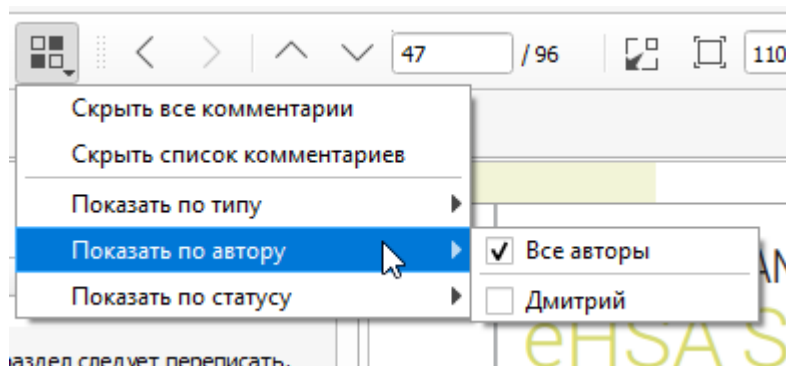 47 / 96 110
Скрыть все комментарии
Скрыть список комментариев
Показать по типу
Показать по автору
Все авторы
Показать по статусу
Дмитрий
eHSA S
раздел следует переписать.